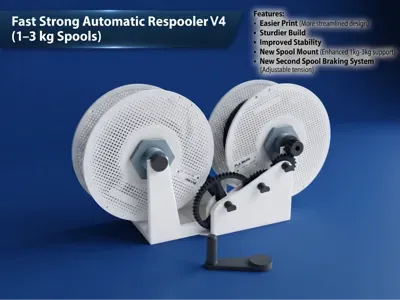 Fast Strong Automatic Respooler V4
(1–3 kg Spools)
Features:
• Easier Print (More streamlined design)
• Sturdier Build
• Improved Stability
• New Spool Mount (Enhanced 1kg-3kg support)
• New Second Spool Braking System
(Adjustable tension)